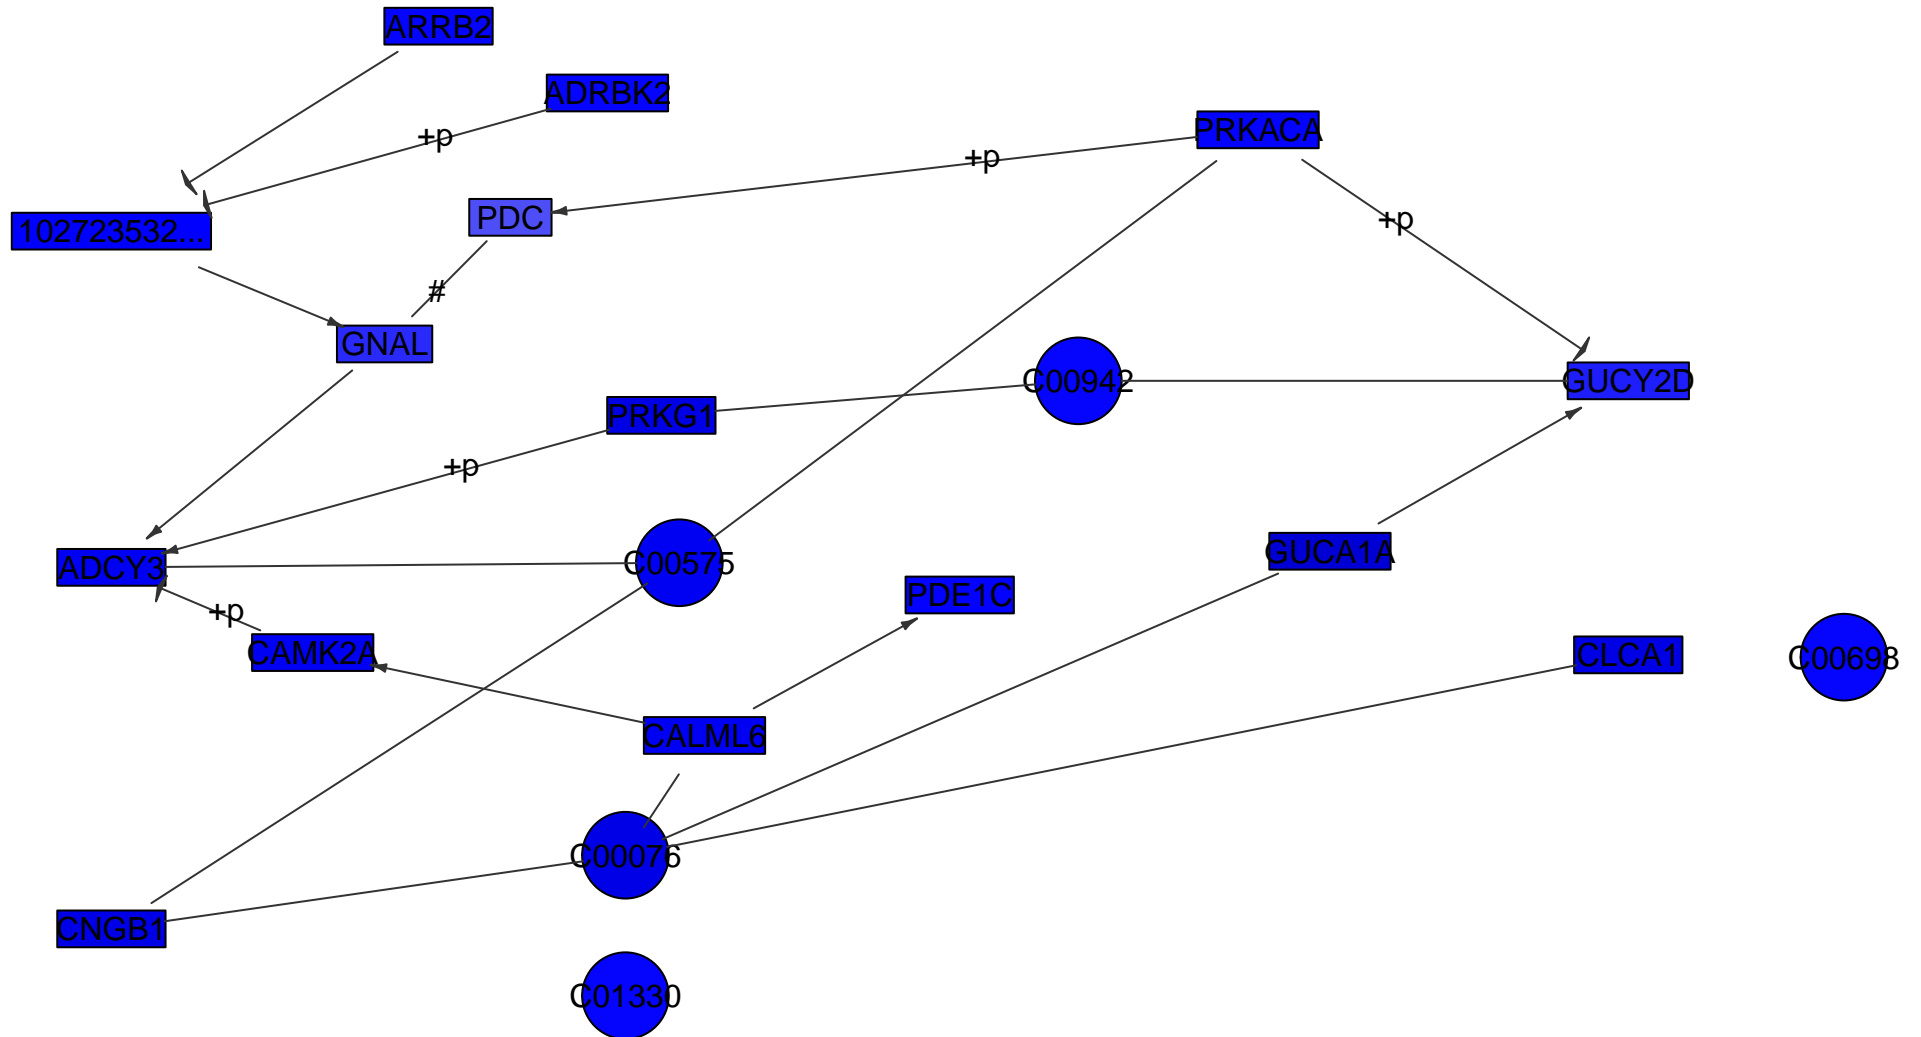 ARRB2
ADRBK2
PRKACA
+p
+p
PDC
+p
102723532...
#
GNAL
C00942
GUCY2D
PRKG1
+p
GUCA1A
ADCY3
C00575
PDE1C
+p
CAMK2A
CLCA1
C00698
CALML6
C00076
CNGB1
C01330